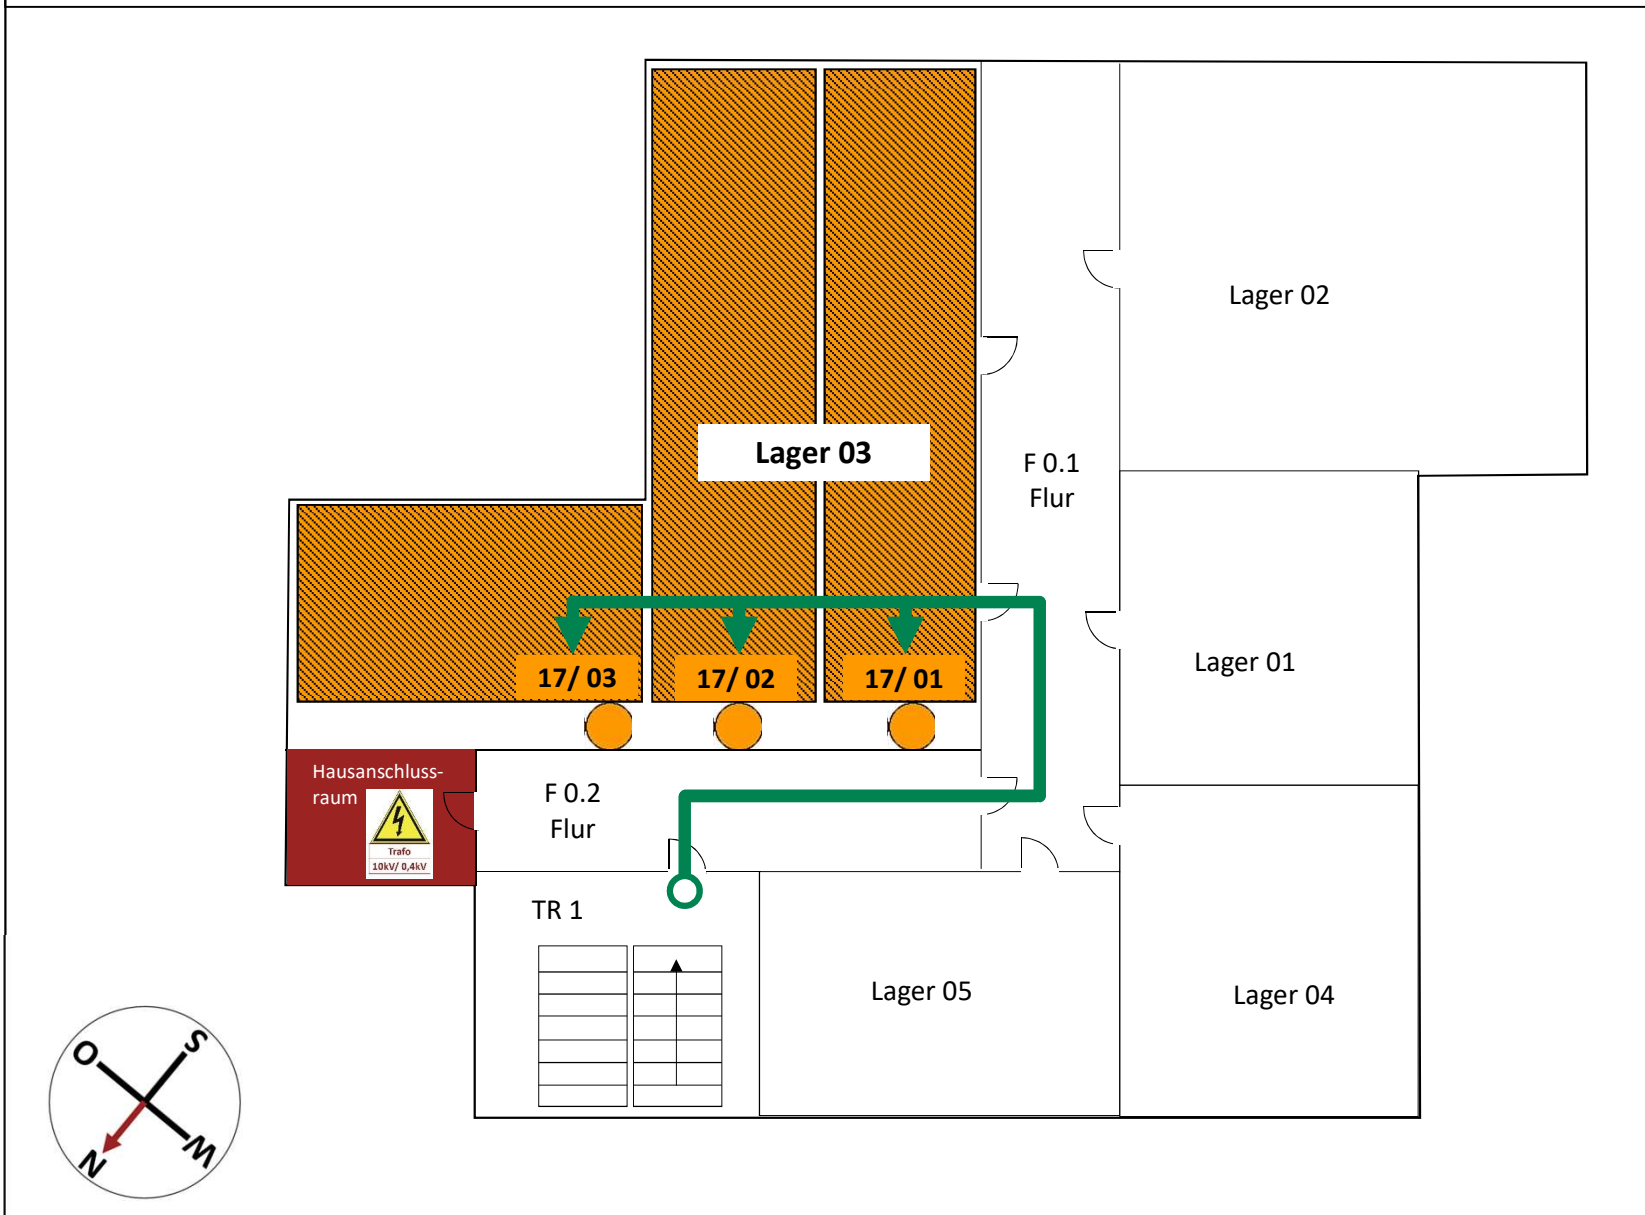 Lager 02
Lager 03
F 0.1
Flur
Lager 01
17/ 03
17/ 02
17/ 01
Hausanschluss-
raum
Trafo
10kV/ 0,4kV
F 0.2
Flur
TR 1
Lager 05
Lager 04
S
O
W
N